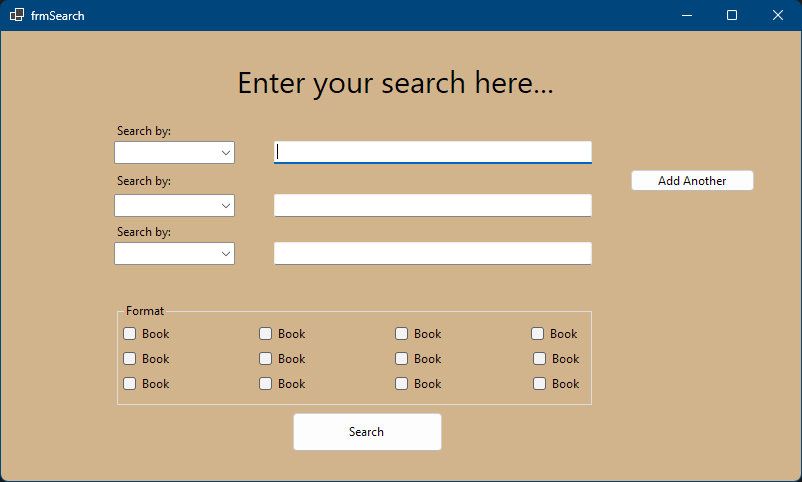 frmSearch
Enter your search here...
Search by:
Search by:
Add Another
Search by:
Format
Book Book Book Book
Book Book Book Book
Book Book Book Book
Search